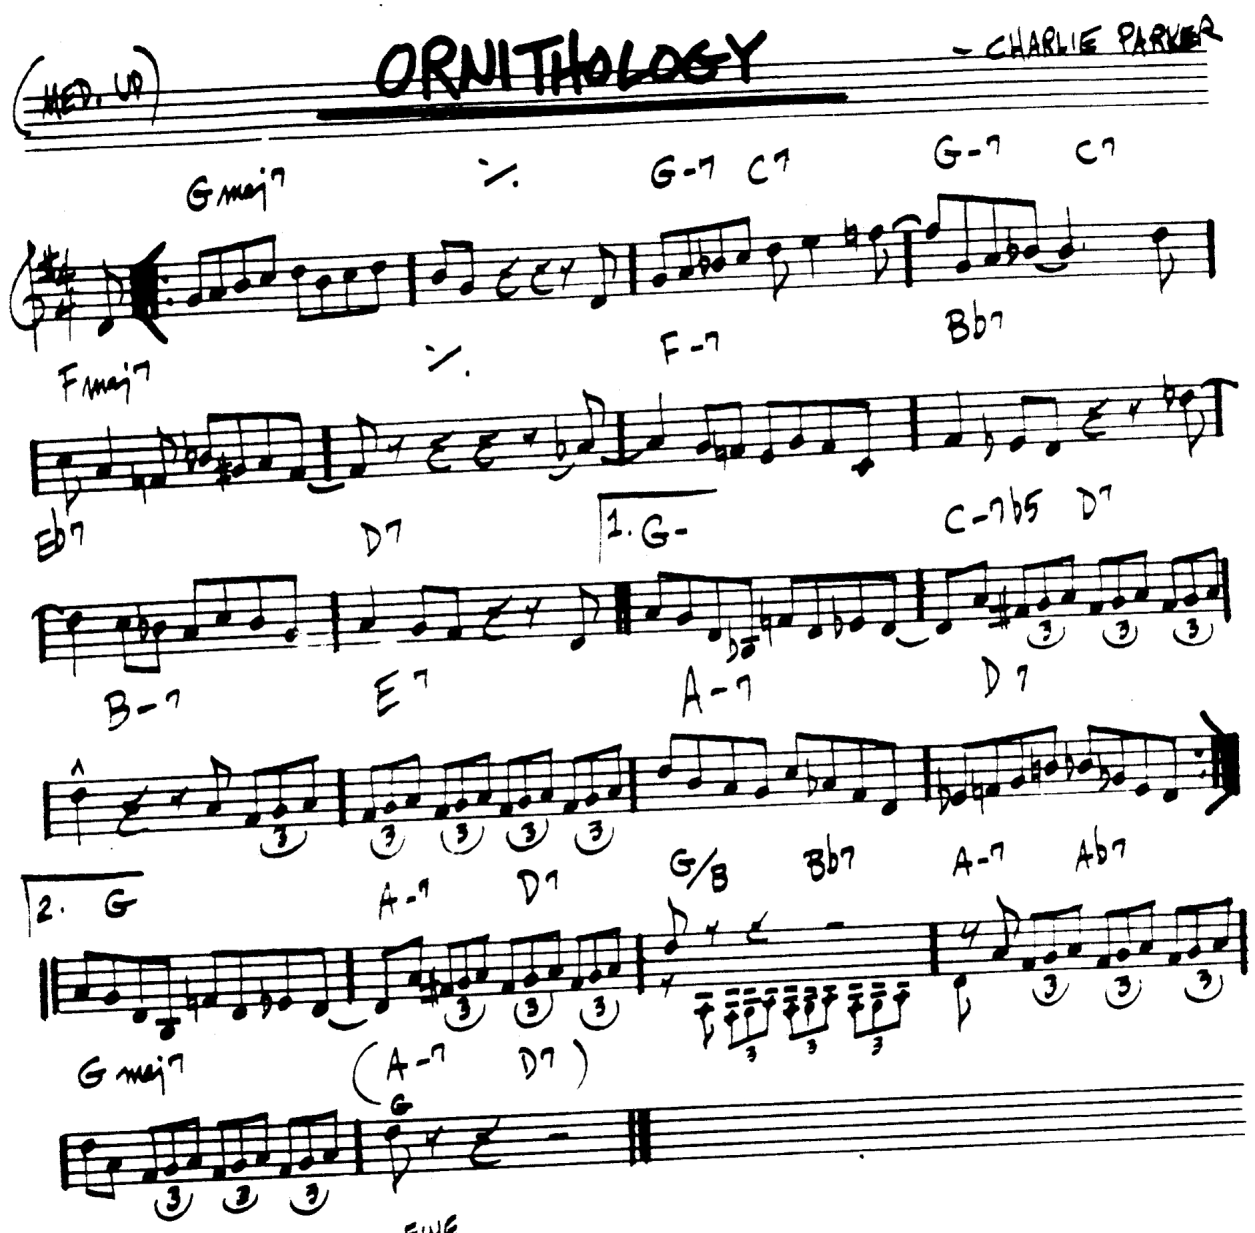 (MED. UP) ORNITHOLOGY - CHARLIE PARKER
Gmaj7 ٪ G-7 C7 G-7 C7
Fmaj7 ٪ F-7 Bb7
Eb7 D7 1. G- C-7b5 D7
3 3 3
B-7 E7 A-7 D7
3 3 3 3 3
2. G A-7 D7 G/B Bb7 A-7 Ab7
3 3 3 3 3 3 3 3 3
Gmaj7 (A-7 D7)
G
3 3 3
FINE